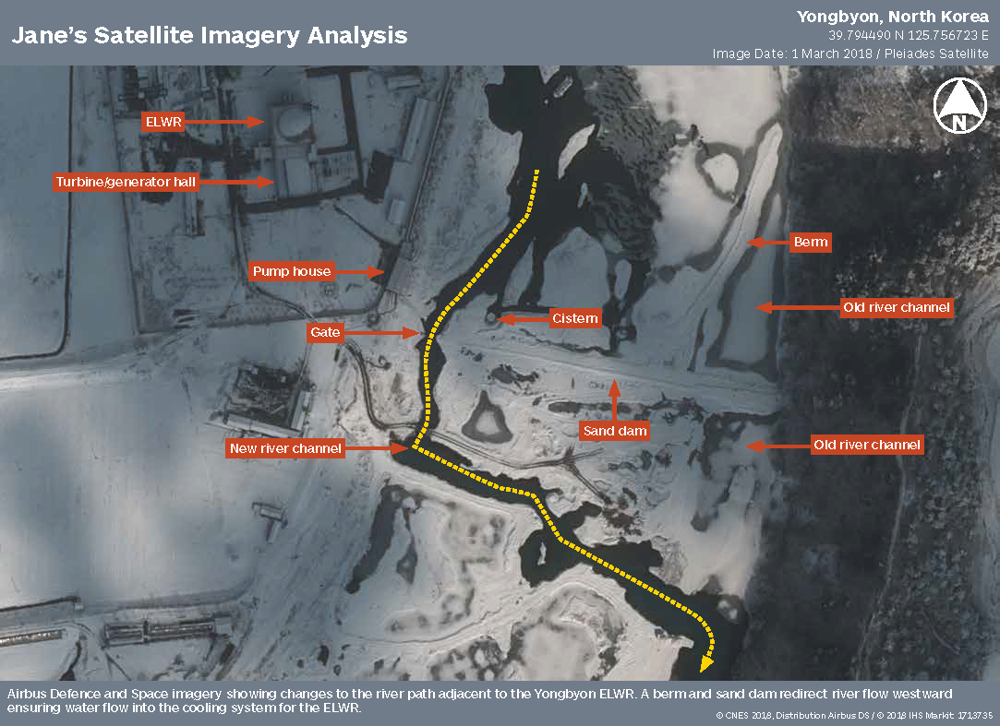 Jane's Satellite Imagery Analysis
Yongbyon, North Korea
39.794490 N 125.756723 E
Image Date: 1 March 2018 / Pleiades Satellite
N
ELWR
Turbine/generator hall
Berm
Pump house
Old river channel
Cistern
Gate
Sand dam
New river channel
Old river channel
Airbus Defence and Space imagery showing changes to the river path adjacent to the Yongbyon ELWR. A berm and sand dam redirect river flow westward
ensuring water flow into the cooling system for the ELWR.
© CNES 2018, Distribution Airbus DS / © 2018 IHS Markit: 1713735